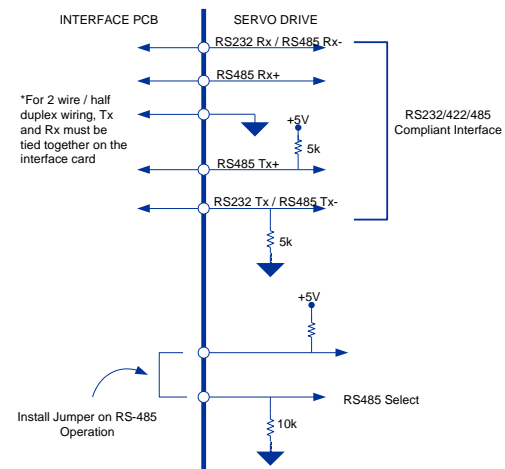 INTERFACE PCB
SERVO DRIVE
RS232 Rx / RS485 Rx-
RS485 Rx+
*For 2 wire / half
duplex wiring, Tx
and Rx must be
tied together on the
interface card
+5V
5k
RS485 Tx+
RS232 Tx / RS485 Tx-
5k
RS232/422/485
Compliant Interface
+5V
RS485 Select
10k
Install Jumper on RS-485
Operation